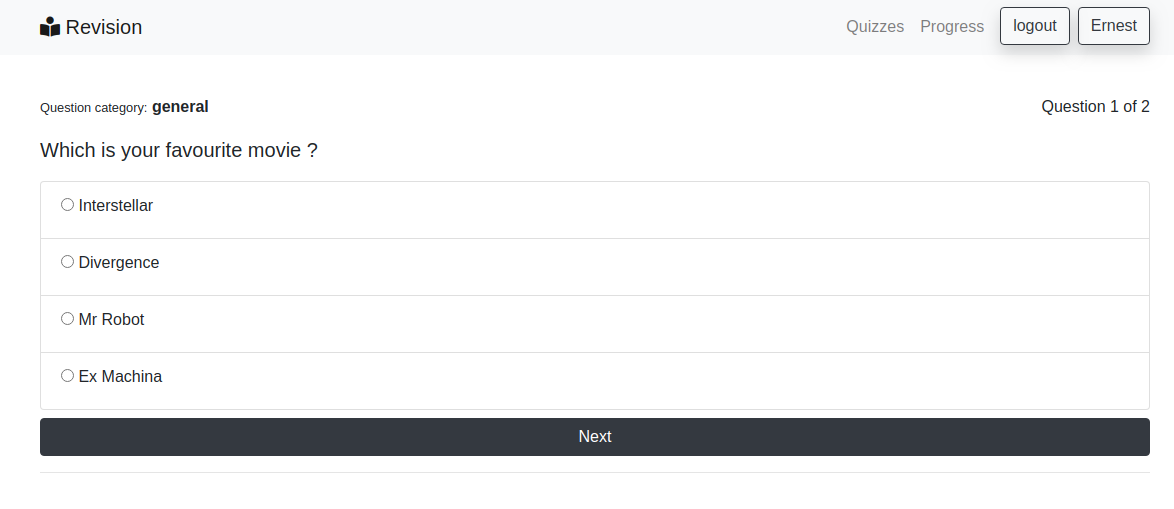 Revision Quizzes Progress logout Ernest
Question category: general Question 1 of 2
Which is your favourite movie ?
Interstellar
Divergence
Mr Robot
Ex Machina
Next